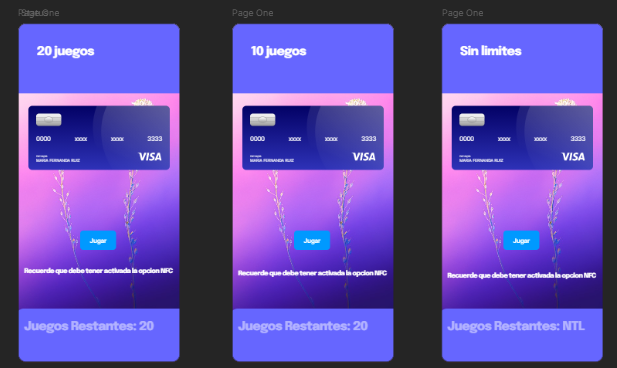 Page One
Page One
Page One
20 juegos
10 juegos
Sin limites
0000 xxxx xxxx 3333
MARIA FERNANDA RUIZ
VISA
0000 xxxx xxxx 3333
MARIA FERNANDA RUIZ
VISA
0000 xxxx xxxx 3333
MARIA FERNANDA RUIZ
VISA
Jugar
Jugar
Jugar
Recuerde que debe tener activada la opcion NFC
Recuerde que debe tener activada la opcion NFC
Recuerde que debe tener activada la opcion NFC
Juegos Restantes: 20
Juegos Restantes: 20
Juegos Restantes: NTL